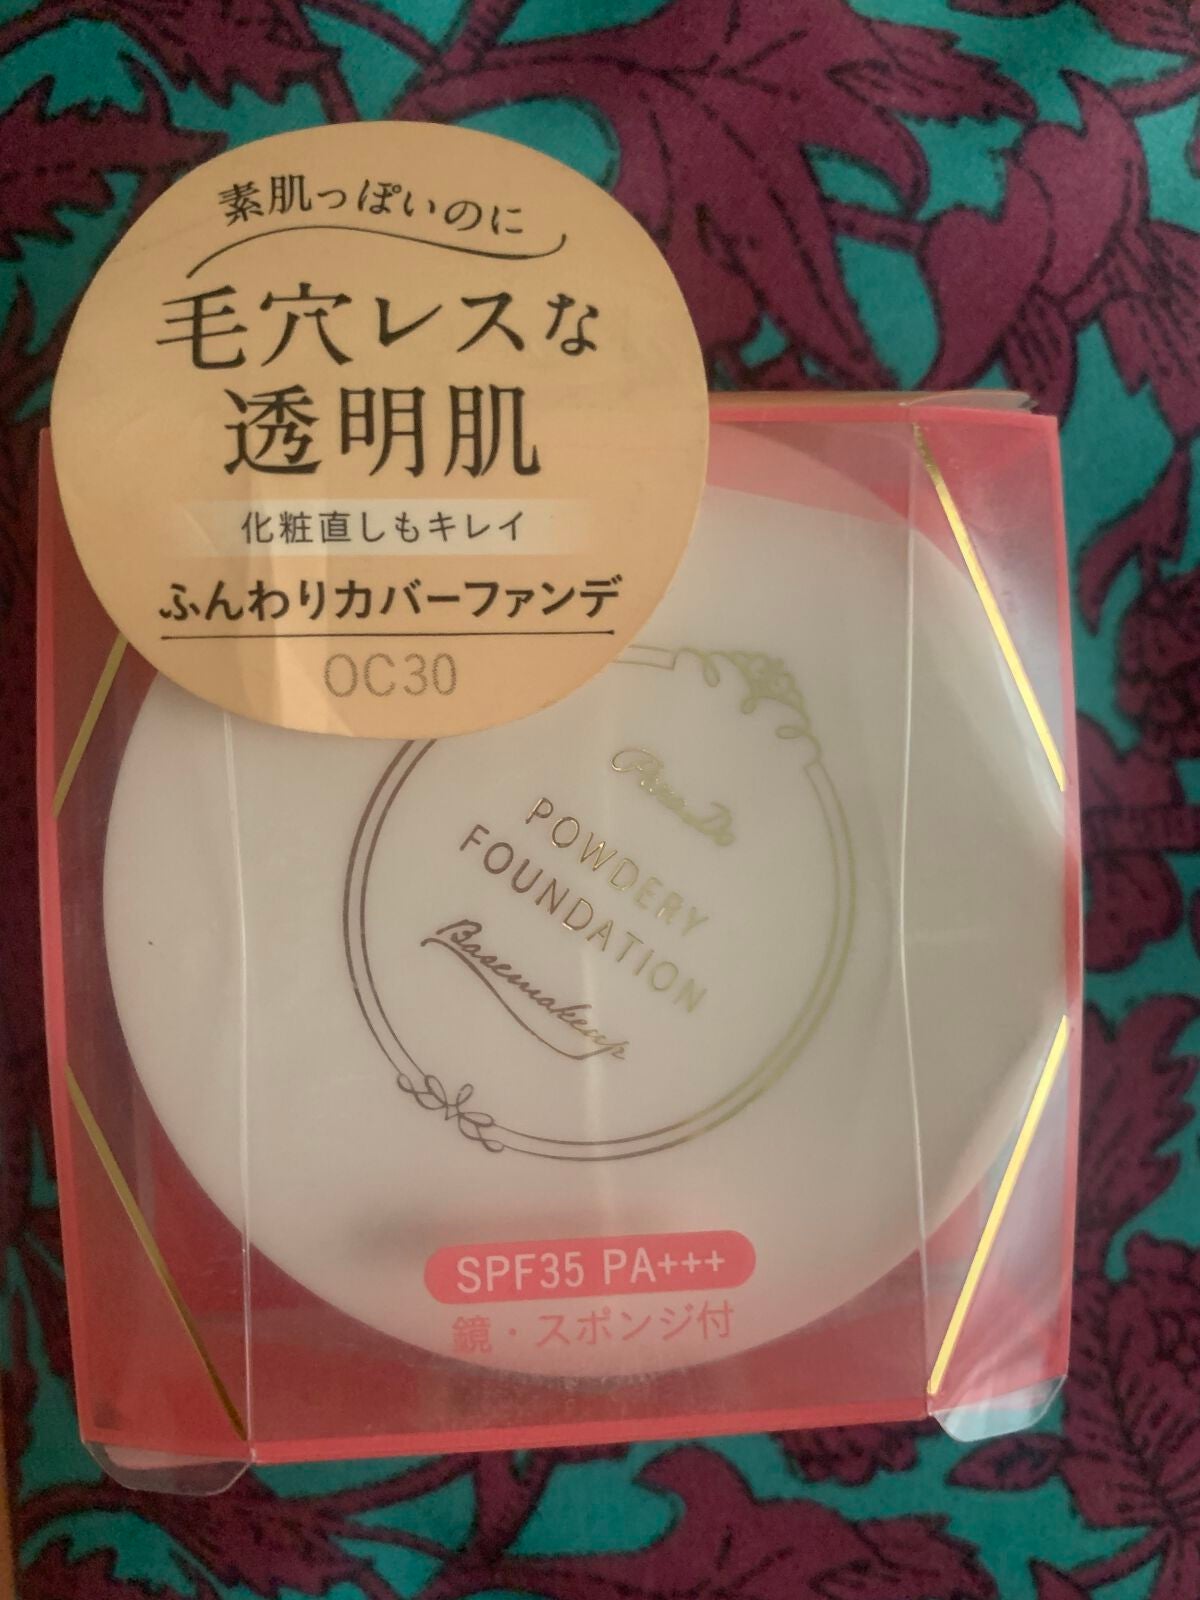 素肌っぽいのに
毛穴レスな
透明肌
化粧直しもキレイ
ふんわりカバーファンデ
OC30
POWDERY
FOUNDATION
Basemakeup
SPF35 PA+++
鏡・スポンジ付